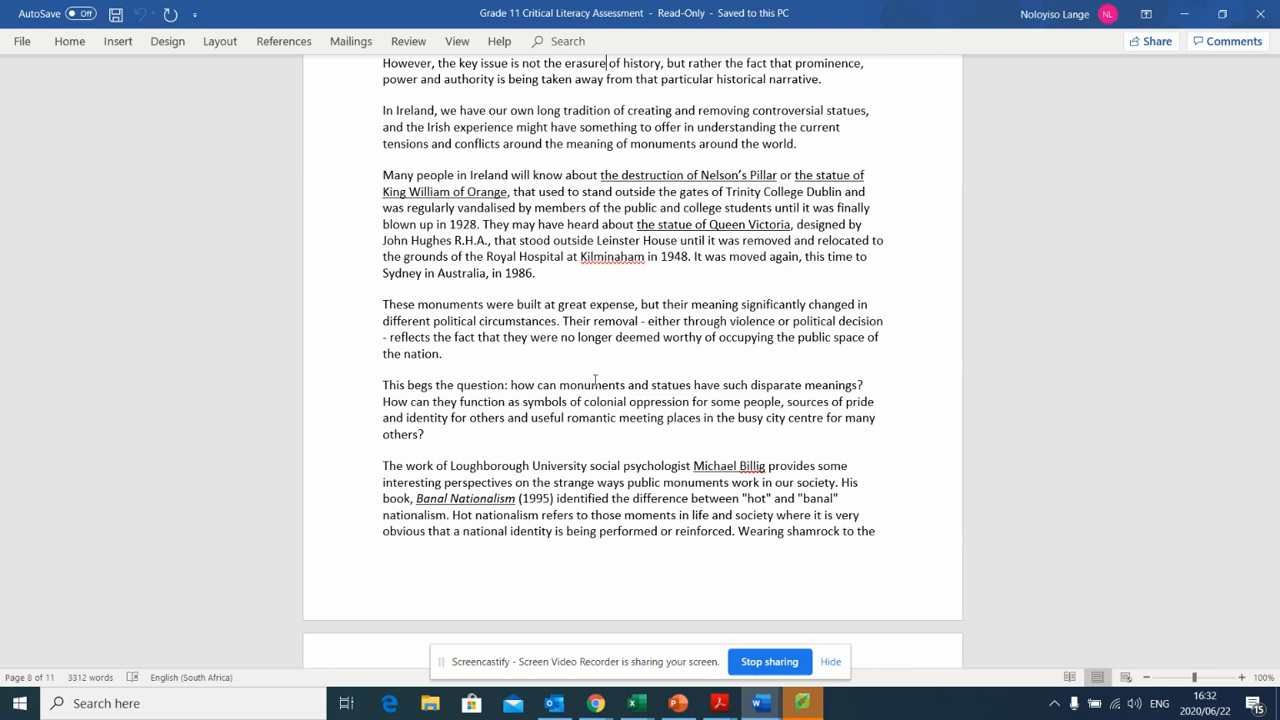 AutoSave Off
Grade 11 Critical Literacy Assessment - Read-Only - Saved to this PC
Noloyiso Lange NL
File Home Insert Design Layout References Mailings Review View Help Search Share Comments
However, the key issue is not the erasure of history, but rather the fact that prominence,
power and authority is being taken away from that particular historical narrative.
In Ireland, we have our own long tradition of creating and removing controversial statues,
and the Irish experience might have something to offer in understanding the current
tensions and conflicts around the meaning of monuments around the world.
Many people in Ireland will know about the destruction of Nelson's Pillar or the statue of
King William of Orange, that used to stand outside the gates of Trinity College Dublin and
was regularly vandalised by members of the public and college students until it was finally
blown up in 1928. They may have heard about the statue of Queen Victoria, designed by
John Hughes R.H.A., that stood outside Leinster House until it was removed and relocated to
the grounds of the Royal Hospital at Kilminaham in 1948. It was moved again, this time to
Sydney in Australia, in 1986.
These monuments were built at great expense, but their meaning significantly changed in
different political circumstances. Their removal - either through violence or political decision
- reflects the fact that they were no longer deemed worthy of occupying the public space of
the nation.
This begs the question: how can monuments and statues have such disparate meanings?
How can they function as symbols of colonial oppression for some people, sources of pride
and identity for others and useful romantic meeting places in the busy city centre for many
others?
The work of Loughborough University social psychologist Michael Billig provides some
interesting perspectives on the strange ways public monuments work in our society. His
book, Banal Nationalism (1995) identified the difference between "hot" and "banal"
nationalism. Hot nationalism refers to those moments in life and society where it is very
obvious that a national identity is being performed or reinforced. Wearing shamrock to the
Screencastify - Screen Video Recorder is sharing your screen. Stop sharing Hide
Page 8 of 11 3312 words English (South Africa) 100%
Search here ENG 16:32
2020/06/22 15